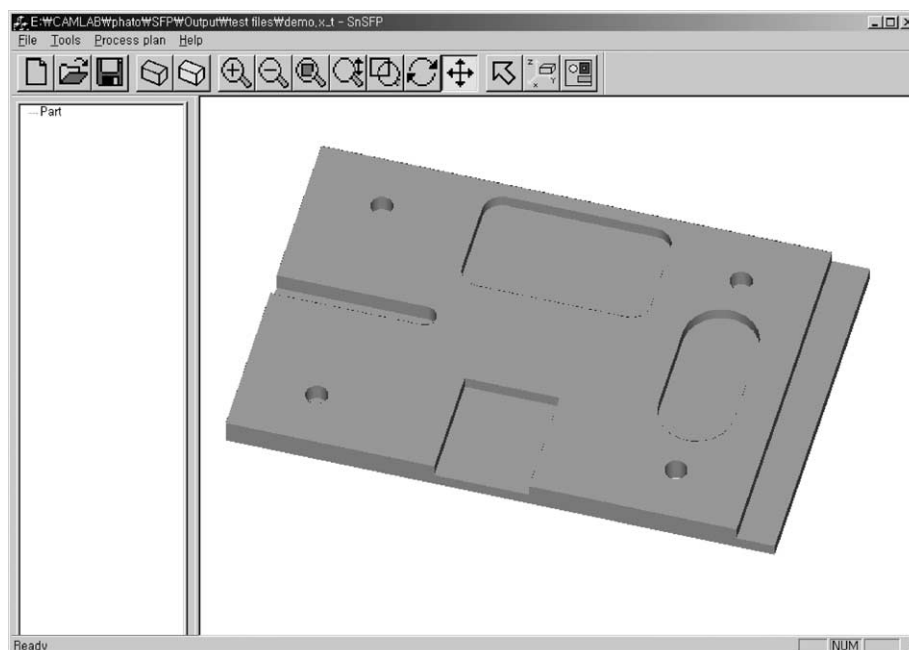 E:₩CAMLAB₩phato₩SFP₩Output₩test files₩demo,x_t - SnSFP
File Tools Process plan Help
Z
Y
X
Part
Ready
NUM